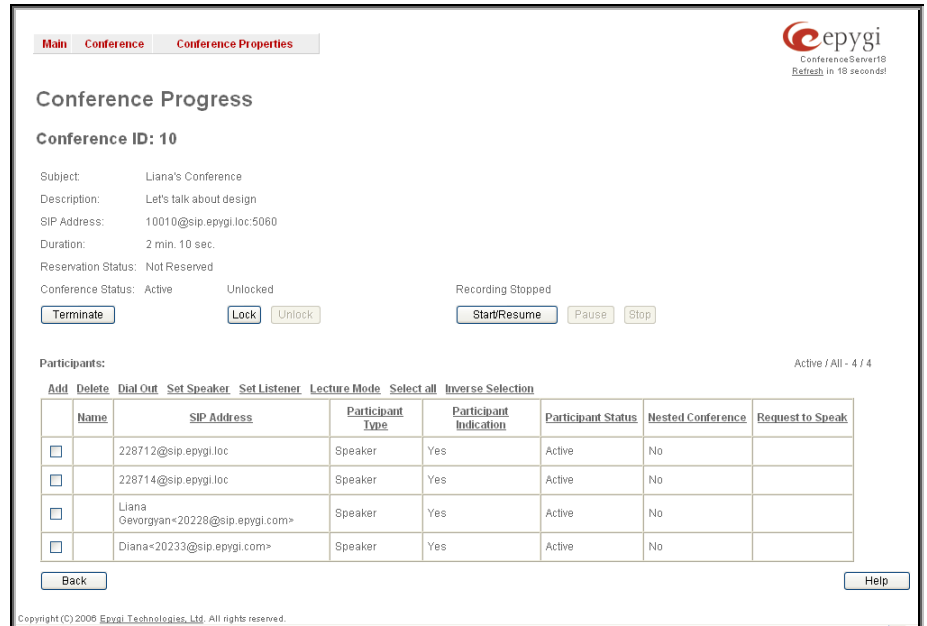 Main Conference Conference Properties
epygi
ConferenceServer18
Refresh in 18 seconds!
Conference Progress
Conference ID: 10
Subject: Liana's Conference
Description: Let's talk about design
SIP Address: 10010@sip.epygi.loc:5060
Duration: 2 min. 10 sec.
Reservation Status: Not Reserved
Conference Status: Active Unlocked Recording Stopped
Terminate Lock Unlock Start/Resume Pause Stop
Participants: Active / All - 4 / 4
Add Delete Dial Out Set Speaker Set Listener Lecture Mode Select all Inverse Selection
Name SIP Address Participant Type Participant Indication Participant Status Nested Conference Request to Speak
228712@sip.epygi.loc Speaker Yes Active No
228714@sip.epygi.loc Speaker Yes Active No
Liana
Gevorgyan<20228@sip.epygi.com> Speaker Yes Active No
Diana<20233@sip.epygi.com> Speaker Yes Active No
Back Help
Copyright (C) 2006 Epygi Technologies, Ltd. All rights reserved.